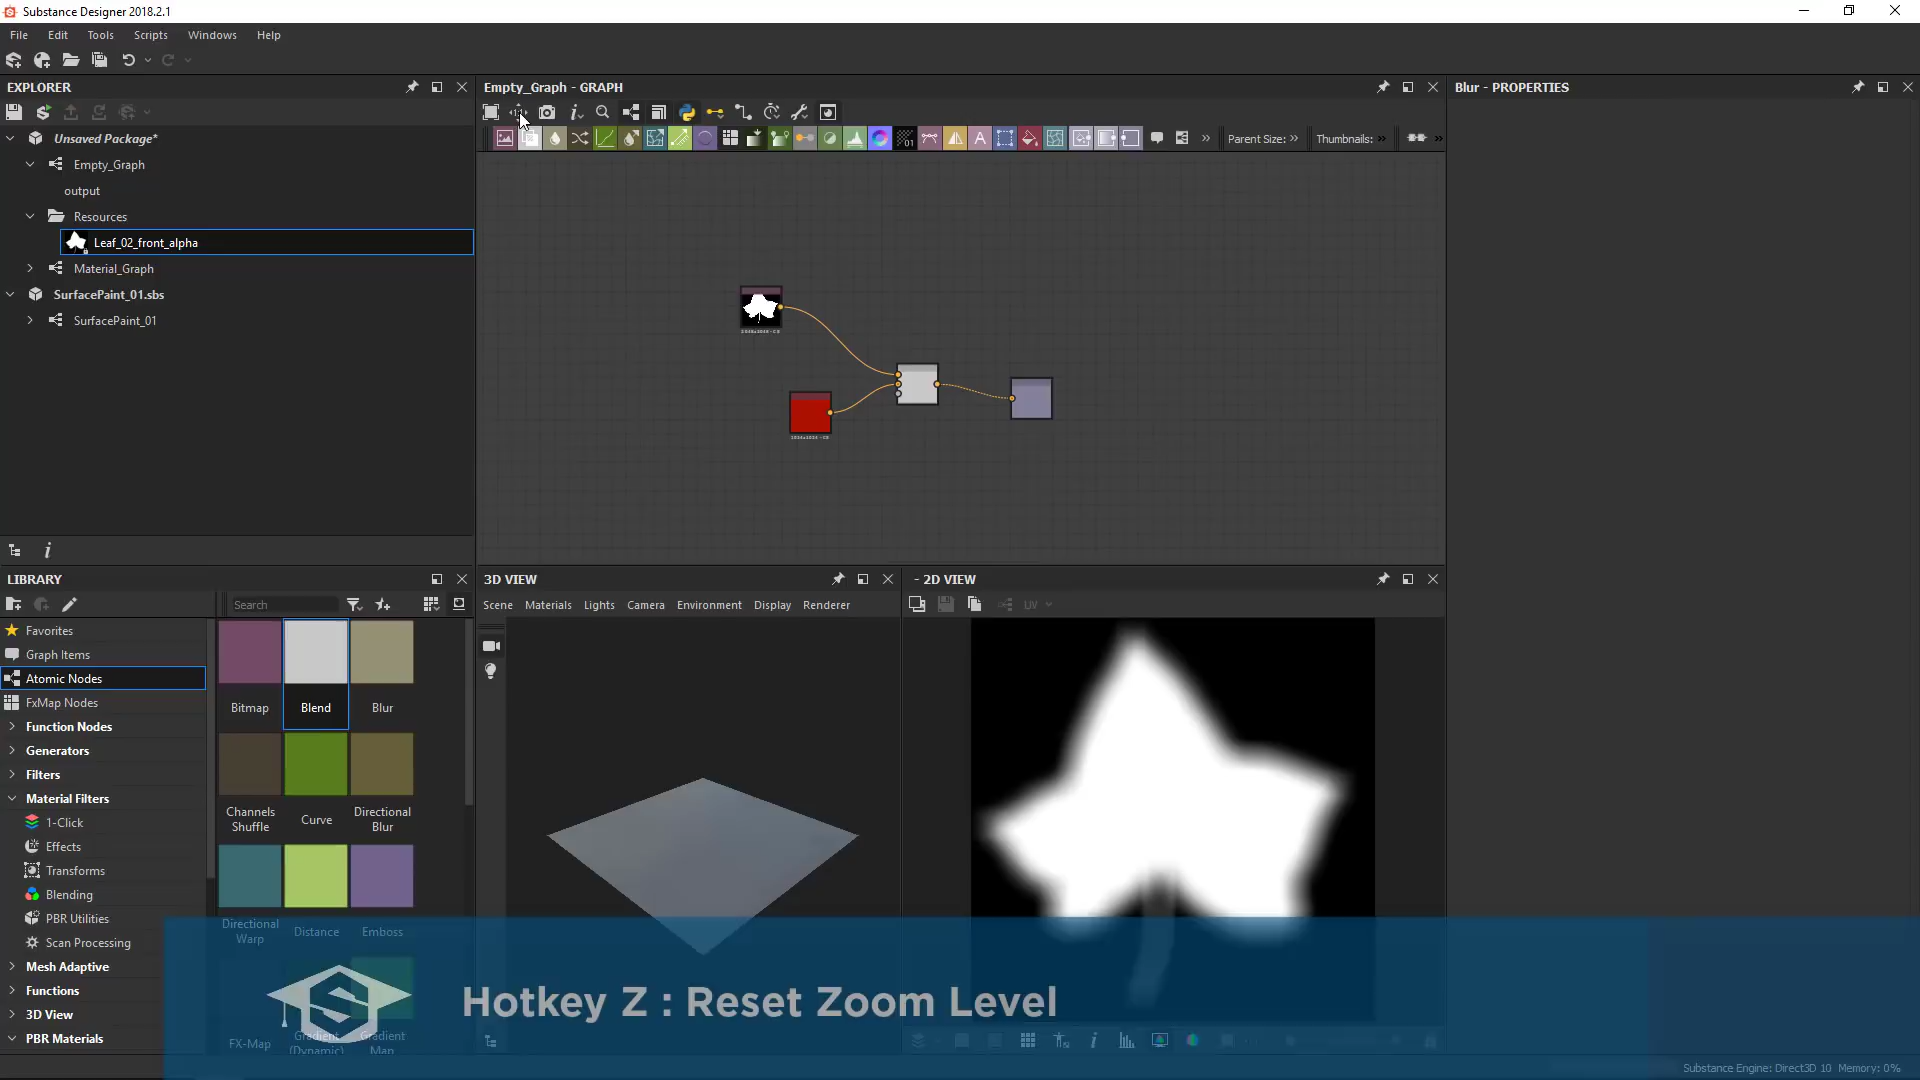 Substance Designer 2018.2.1
File Edit Tools Scripts Windows Help
EXPLORER
Unsaved Package*
Empty_Graph
output
Resources
Leaf_02_front_alpha
Material_Graph
SurfacePaint_01.sbs
SurfacePaint_01
Empty_Graph - GRAPH
Parent Size: »
Thumbnails: »
Blur - PROPERTIES
LIBRARY
Search
Favorites
Graph Items
Atomic Nodes
FxMap Nodes
Function Nodes
Generators
Filters
Material Filters
1-Click
Effects
Transforms
Blending
PBR Utilities
Scan Processing
Mesh Adaptive
Functions
3D View
PBR Materials
Bitmap Blend Blur
Channels Shuffle
Curve
Directional Blur
Directional Warp
Distance
Emboss
FX-Map
Gradient (Dynamic)
Gradient Map
3D VIEW
Scene Materials Lights Camera Environment Display Renderer
- 2D VIEW
UV
Hotkey Z : Reset Zoom Level
Substance Engine: Direct3D 10 Memory: 0%